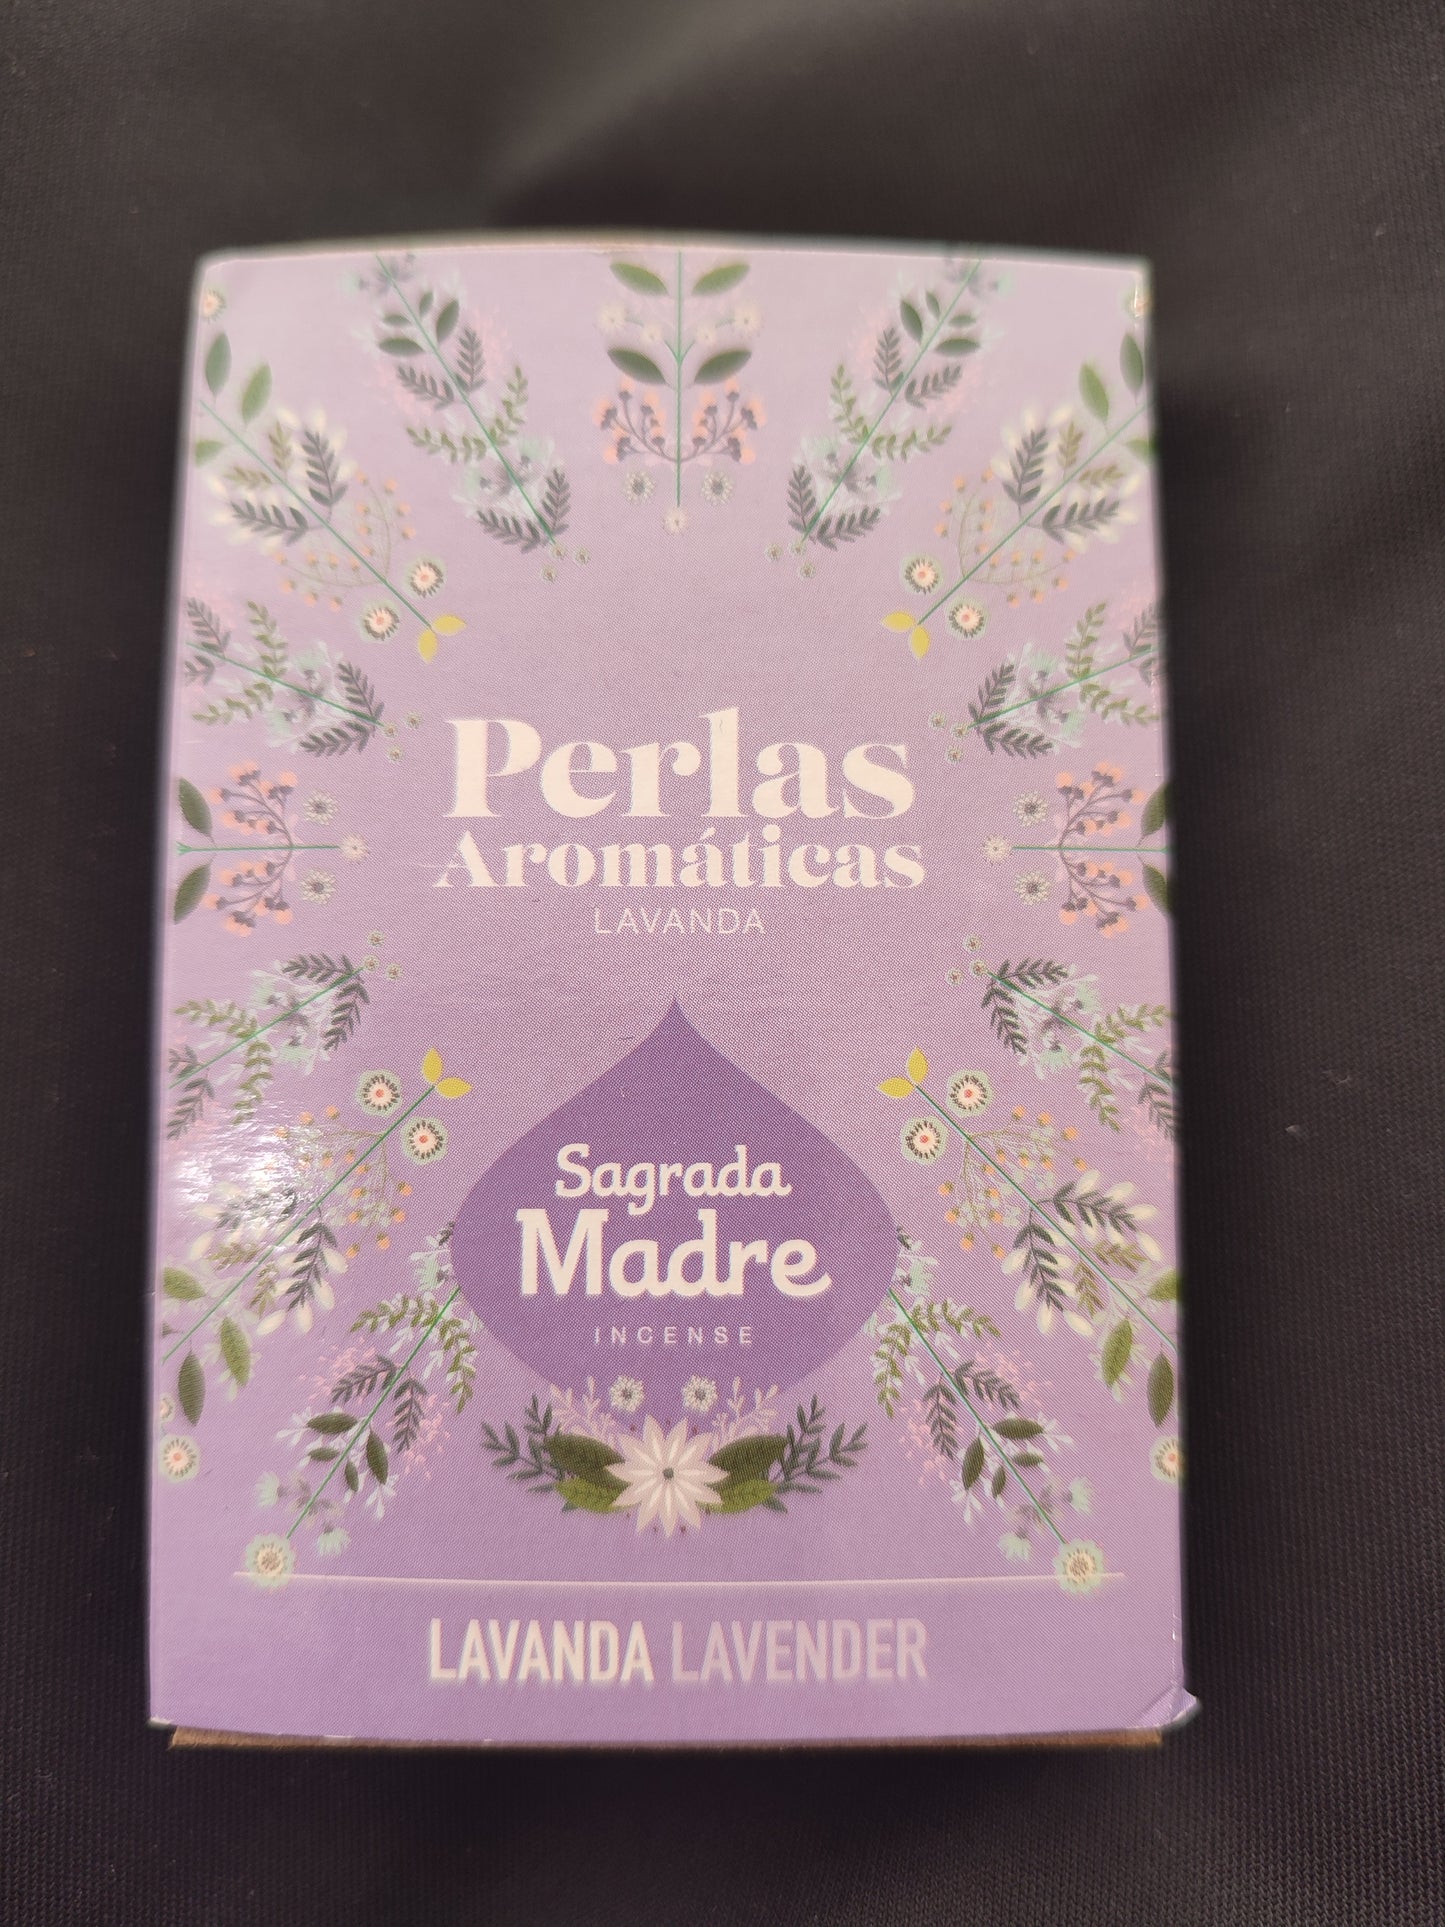 Perlas
Aromáticas
LAVANDA
Sagrada
Madre
INCENSE
LAVANDA LAVENDER